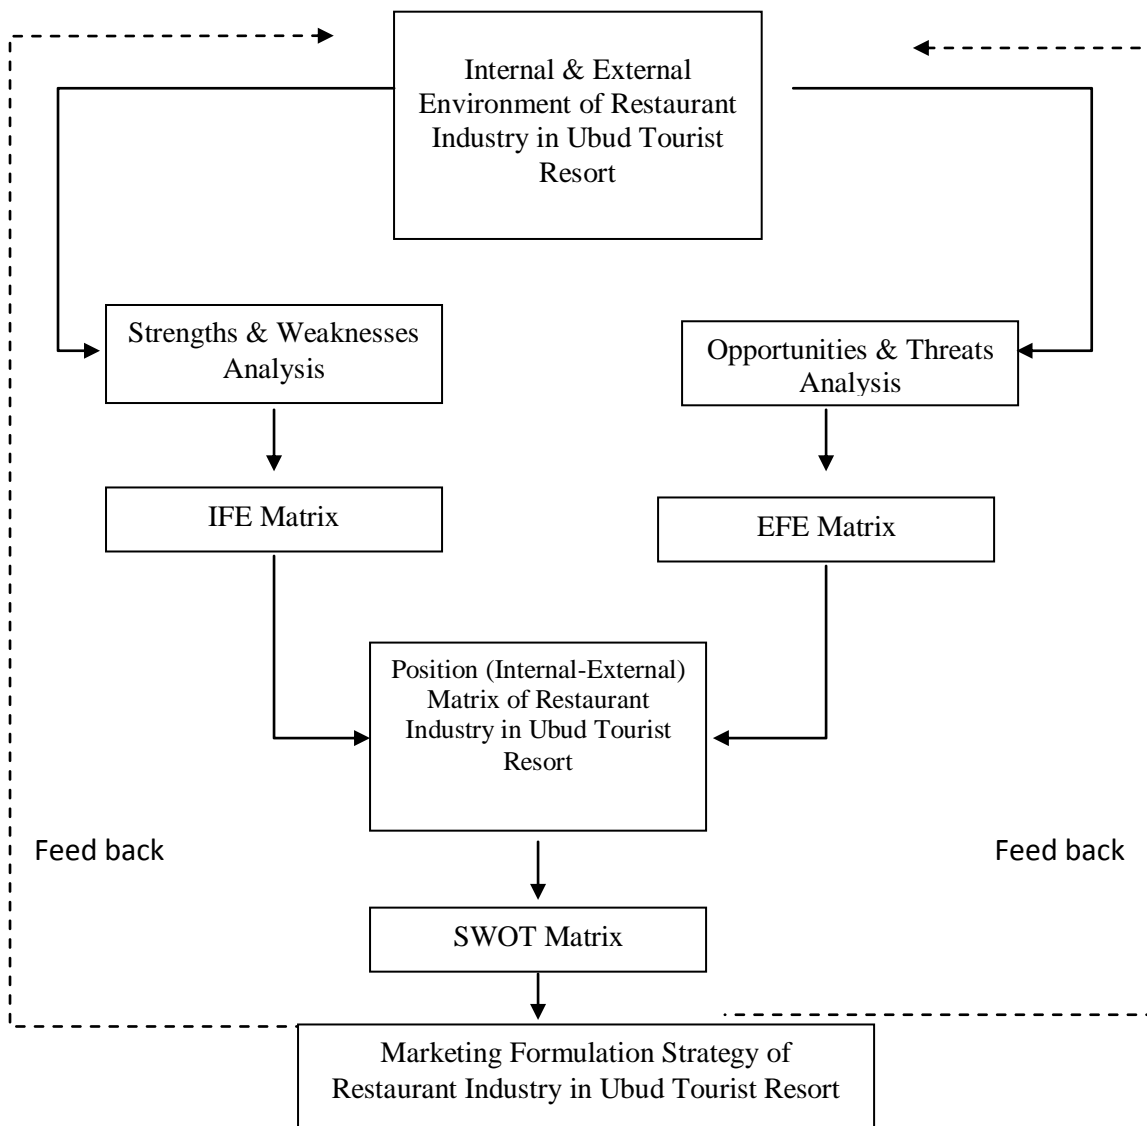 Internal & External
Environment of Restaurant
Industry in Ubud Tourist
Resort
Strengths & Weaknesses
Analysis
Opportunities & Threats
Analysis
IFE Matrix
EFE Matrix
Position (Internal-External)
Matrix of Restaurant
Industry in Ubud Tourist
Resort
Feed back
Feed back
SWOT Matrix
Marketing Formulation Strategy of
Restaurant Industry in Ubud Tourist Resort